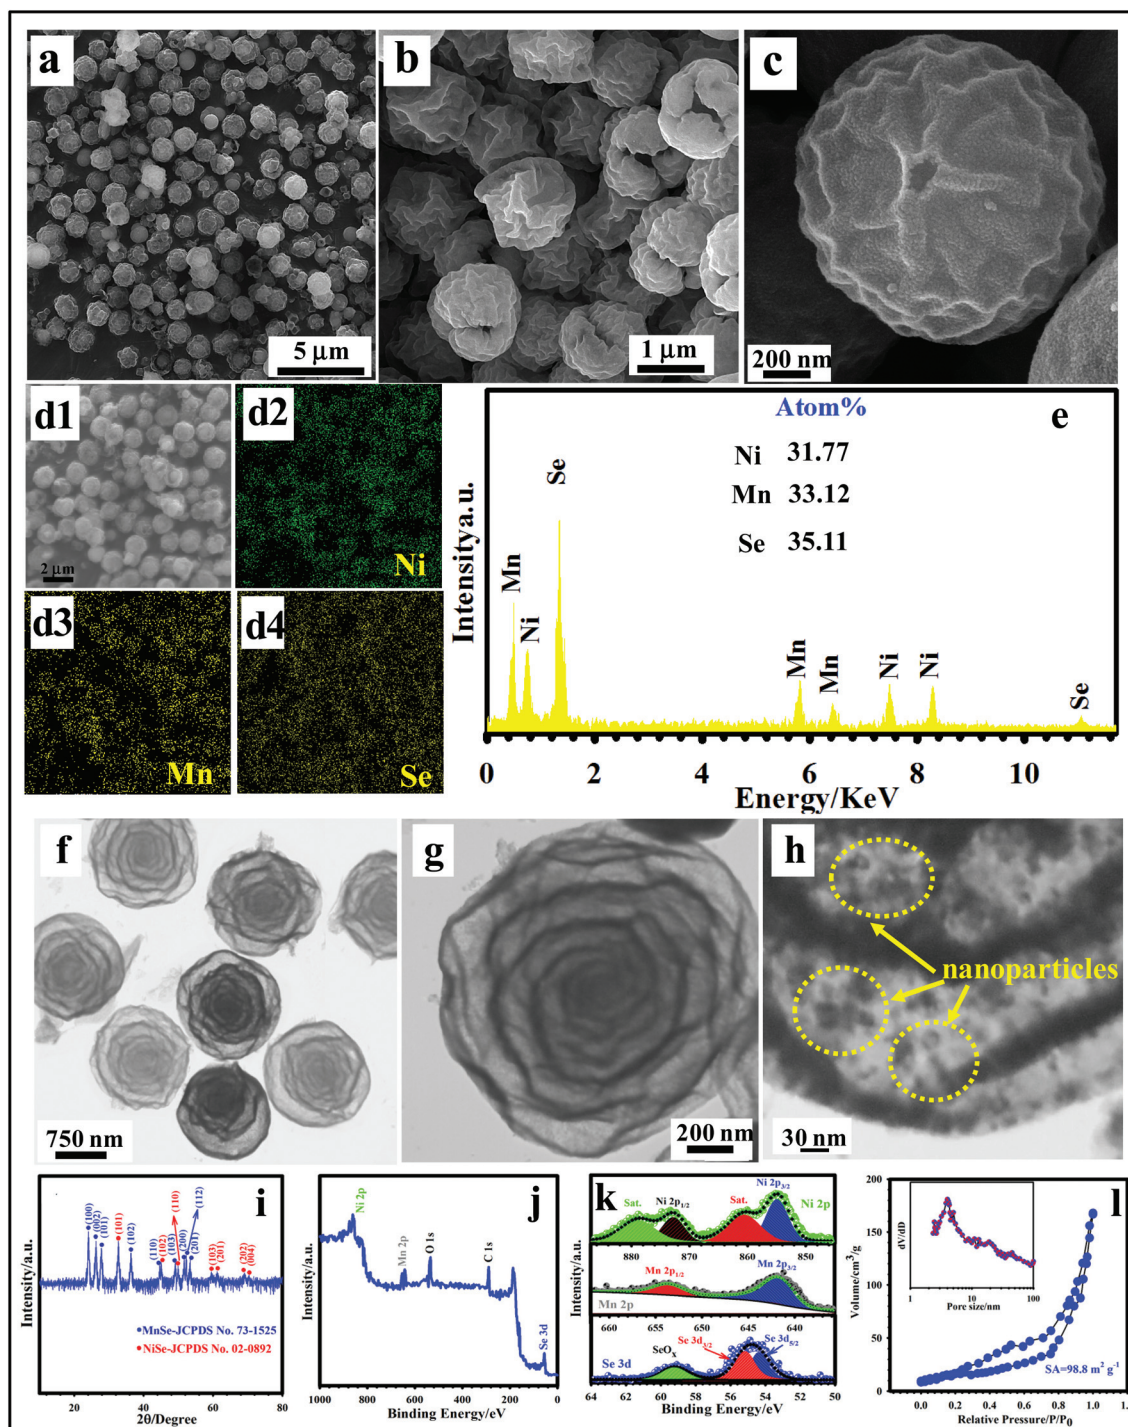 a
b
c
5 μm
1 μm
200 nm
d1
d2
2 μm
Ni
d3
d4
Mn
Se
Atom%
e
Ni 31.77
Mn 33.12
Se 35.11
Se
Mn
Ni
Mn
Mn
Ni
Ni
Se
Intensitya.u.
0 2 4 6 8 10
Energy/KeV
f
g
h
nanoparticles
750 nm
200 nm
30 nm
i
(100)
(002)
(101)
(101)
(102)
(110)
(102)
(103)
(110)
(200)
(201)
(112)
(103)
(201)
(202)
(004)
MnSe-JCPDS No. 73-1525
NiSe-JCPDS No. 02-0892
Intensity/a.u.
20 40 60 80
2θ/Degree
j
Ni 2p
Mn 2p
O 1s
C 1s
Se 3d
Intensity/a.u.
1000 800 600 400 200 0
Binding Energy/eV
k
Sat.
Ni 2p1/2
Sat.
Ni 2p3/2
Ni 2p
880 870 860 850
Mn 2p1/2
Mn 2p3/2
Mn 2p
660 655 650 645 640
SeOx
Se 3d3/2
Se 3d5/2
Se 3d
Intensity/a.u.
64 62 60 58 56 54 52 50
Binding Energy/eV
l
200
180
150
100
50
0
Volume/cm3/g
dV/dD
1 10 100
Pore size/nm
SA=98.8 m2 g-1
0.0 0.2 0.4 0.6 0.8 1.0 1.
Relative Pressure/P/P0